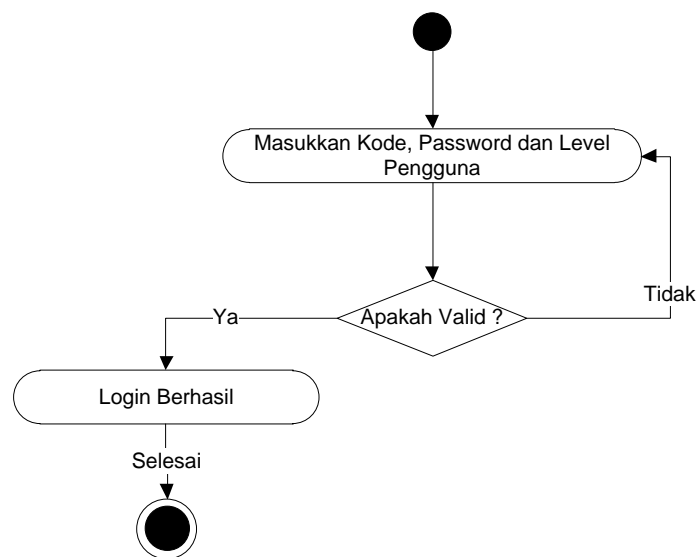 Masukkan Kode, Password dan Level
Pengguna
Apakah Valid ?
Ya
Tidak
Login Berhasil
Selesai